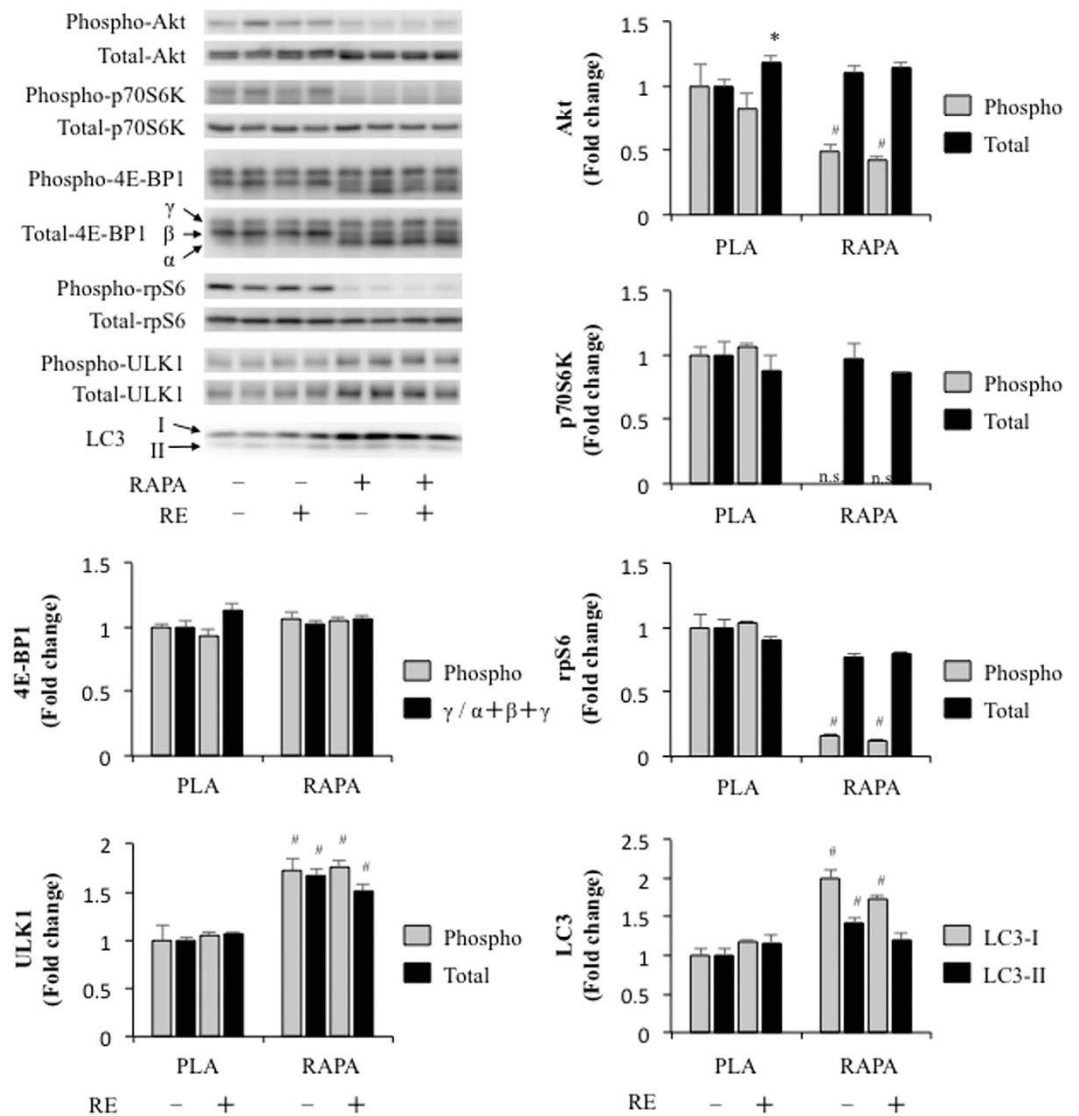 Phospho-Akt
Total-Akt
Phospho-p70S6K
Total-p70S6K
Phospho-4E-BP1
γ
Total-4E-BP1 β
α
Phospho-rpS6
Total-rpS6
Phospho-ULK1
Total-ULK1
I
LC3
II
RAPA − − + +
RE − + − +
Akt
(Fold change)
1.5
1
0.5
0
*
#
#
PLA
RAPA
Phospho
Total
p70S6K
(Fold change)
1.5
1
0.5
0
n.s.
n.s
PLA
RAPA
Phospho
Total
4E-BP1
(Fold change)
1.5
1
0.5
0
PLA
RAPA
Phospho
γ / α+β+γ
rpS6
(Fold change)
1.5
1
0.5
0
#
#
PLA
RAPA
Phospho
Total
ULK1
(Fold change)
2
1.5
1
0.5
0
#
#
#
#
PLA
RAPA
Phospho
Total
RE − + − +
LC3
(Fold change)
2.5
2
1.5
1
0.5
0
#
#
#
PLA
RAPA
LC3-I
LC3-II
RE − + − +